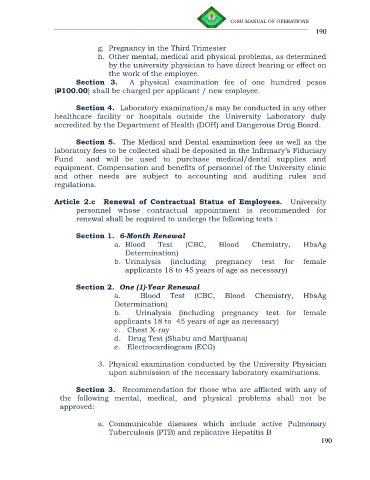 CvSU MANUAL OF OPERATIONS
190
g. Pregnancy in the Third Trimester
h. Other mental, medical and physical problems, as determined
by the university physician to have direct bearing or effect on
the work of the employee.
Section 3. A physical examination fee of one hundred pesos
(₱100.00) shall be charged per applicant / new employee.
Section 4. Laboratory examination/s may be conducted in any other
healthcare facility or hospitals outside the University Laboratory duly
accredited by the Department of Health (DOH) and Dangerous Drug Board.
Section 5. The Medical and Dental examination fees as well as the
laboratory fees to be collected shall be deposited in the Infirmary's Fiduciary
Fund and will be used to purchase medical/dental supplies and
equipment. Compensation and benefits of personnel of the University clinic
and other needs are subject to accounting and auditing rules and
regulations.
Article 2.c Renewal of Contractual Status of Employees. University
personnel whose contractual appointment is recommended for
renewal shall be required to undergo the following tests :
Section 1. 6-Month Renewal
a. Blood Test (CBC, Blood Chemistry, HbsAg
Determination)
b. Urinalysis (including pregnancy test for female
applicants 18 to 45 years of age as necessary)
Section 2. One (1)-Year Renewal
a. Blood Test (CBC, Blood Chemistry, HbsAg
Determination)
b. Urinalysis (including pregnancy test for female
applicants 18 to 45 years of age as necessary)
c. Chest X-ray
d. Drug Test (Shabu and Marijuana)
e. Electrocardiogram (ECG)
3. Physical examination conducted by the University Physician
upon submission of the necessary laboratory examinations.
Section 3. Recommendation for those who are afflicted with any of
the following mental, medical, and physical problems shall not be
approved:
a. Communicable diseases which include active Pulmonary
Tuberculosis (PTB) and replicative Hepatitis B
190